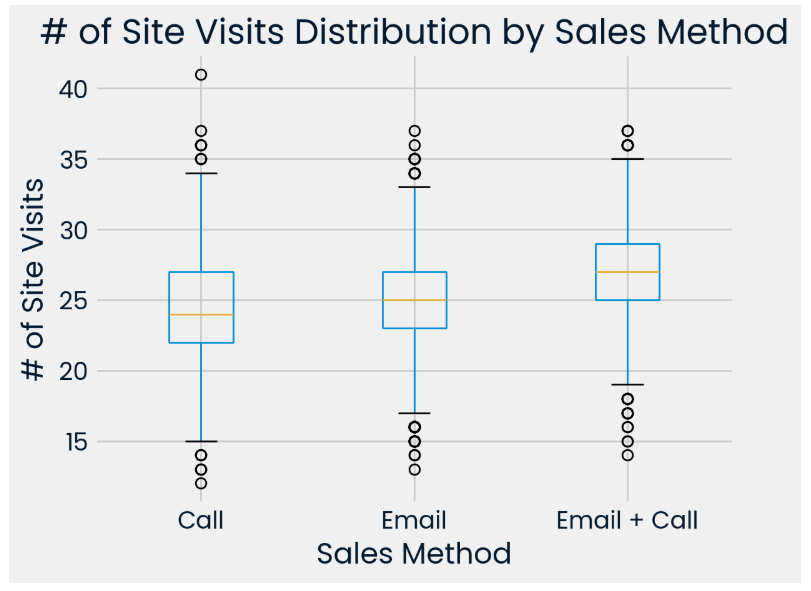 # of Site Visits Distribution by Sales Method
# of Site Visits
40
35
30
25
20
15
Call
Email
Email + Call
Sales Method